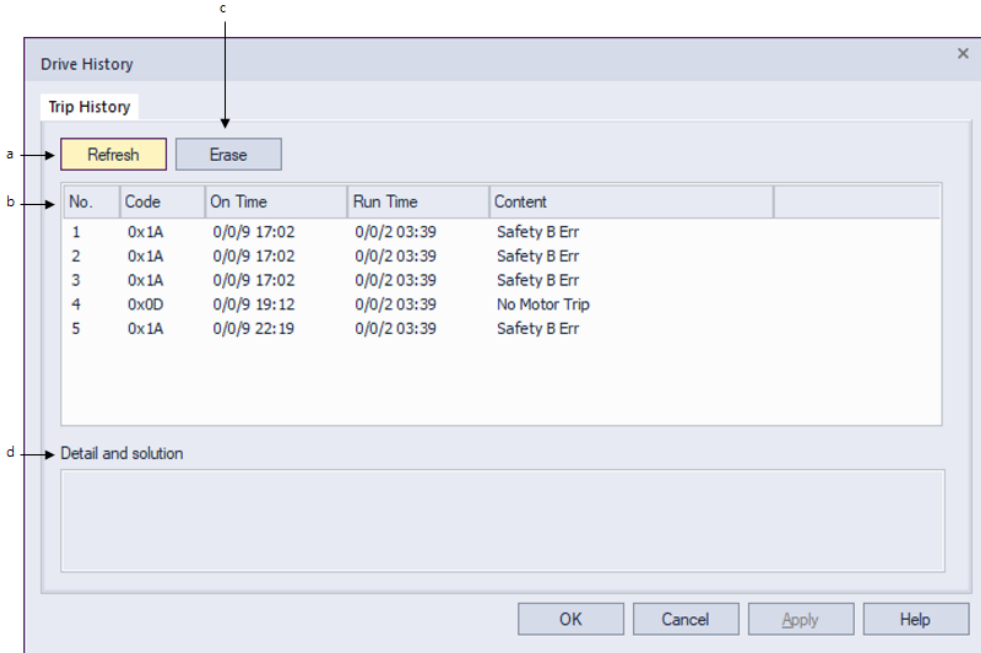 c
Drive History
Trip History
a Refresh Erase
b No. Code On Time Run Time Content
1 0x1A 0/0/9 17:02 0/0/2 03:39 Safety B Err
2 0x1A 0/0/9 17:02 0/0/2 03:39 Safety B Err
3 0x1A 0/0/9 17:02 0/0/2 03:39 Safety B Err
4 0x0D 0/0/9 19:12 0/0/2 03:39 No Motor Trip
5 0x1A 0/0/9 22:19 0/0/2 03:39 Safety B Err
d Detail and solution
OK Cancel Apply Help